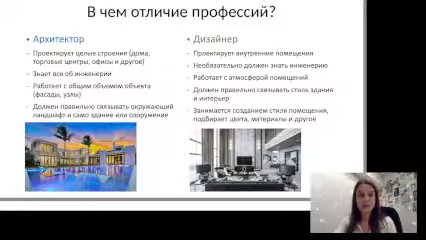 В чем отличие профессий?
• Архитектор
– Проектирует целые строения (дома,
торговые центры, офисы и другое)
– Знает все об инженерии
– Работает с общим объемом объекта
(фасады, узлы)
– Должен правильно связывать окружающий
ландшафт и само здание или сооружение
• Дизайнер
– Проектирует внутренние помещения
– Необязательно должен знать инженерию
– Работает с атмосферой помещений
– Должен правильно связывать стиль здания
и интерьер
– Занимается созданием стиля помещения,
подбирает цвета, материалы и другое